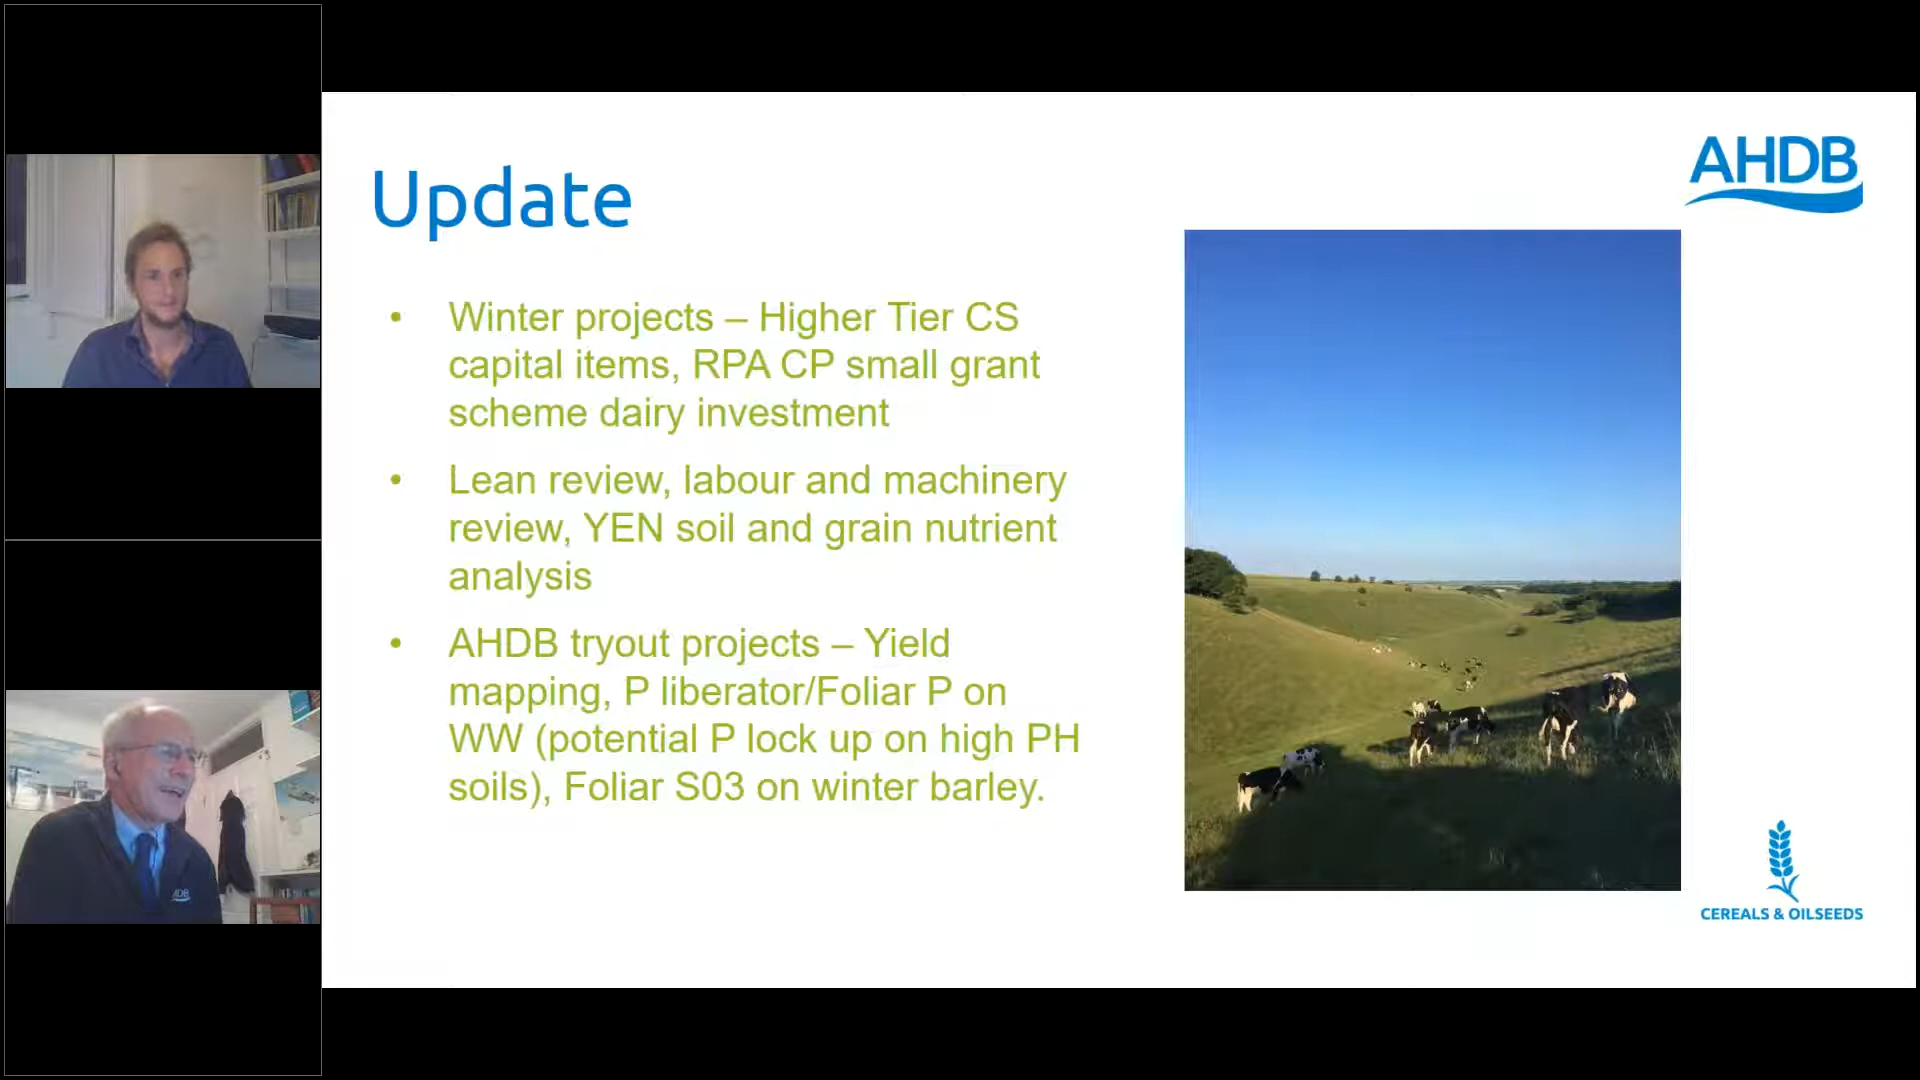 AHDB
Update
• Winter projects – Higher Tier CS
capital items, RPA CP small grant
scheme dairy investment
• Lean review, labour and machinery
review, YEN soil and grain nutrient
analysis
• AHDB tryout projects – Yield
mapping, P liberator/Foliar P on
WW (potential P lock up on high PH
soils), Foliar S03 on winter barley.
CEREALS & OILSEEDS
AHDB